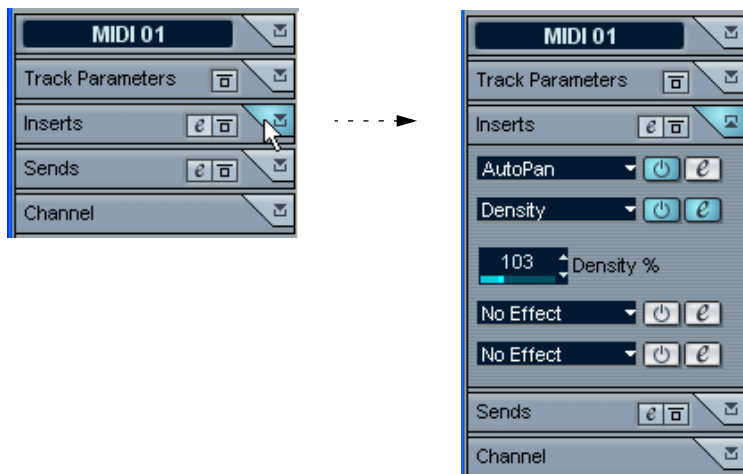 MIDI 01
Track Parameters
Inserts e
Sends e
Channel
MIDI 01
Track Parameters
Inserts e
AutoPan e
Density e
103 Density %
No Effect e
No Effect e
Sends e
Channel